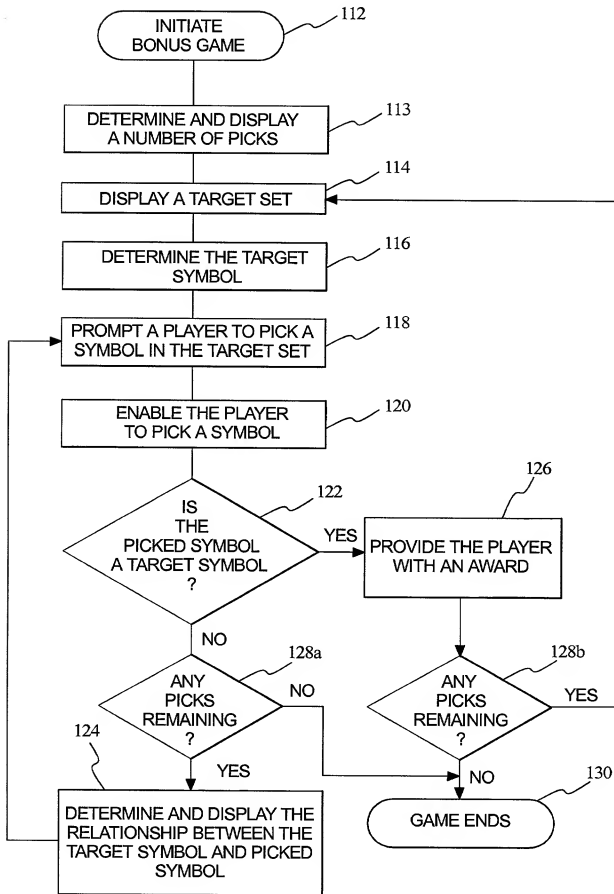 INITIATE
BONUS GAME
112
DETERMINE AND DISPLAY
A NUMBER OF PICKS
113
DISPLAY A TARGET SET
114
DETERMINE THE TARGET
SYMBOL
116
PROMPT A PLAYER TO PICK A
SYMBOL IN THE TARGET SET
118
ENABLE THE PLAYER
TO PICK A SYMBOL
120
IS
THE
PICKED SYMBOL
A TARGET SYMBOL
?
122
YES
PROVIDE THE PLAYER
WITH AN AWARD
126
NO
ANY
PICKS
REMAINING
?
128a
NO
YES
ANY
PICKS
REMAINING
?
128b
YES
NO
124
DETERMINE AND DISPLAY THE
RELATIONSHIP BETWEEN THE
TARGET SYMBOL AND PICKED
SYMBOL
GAME ENDS
130